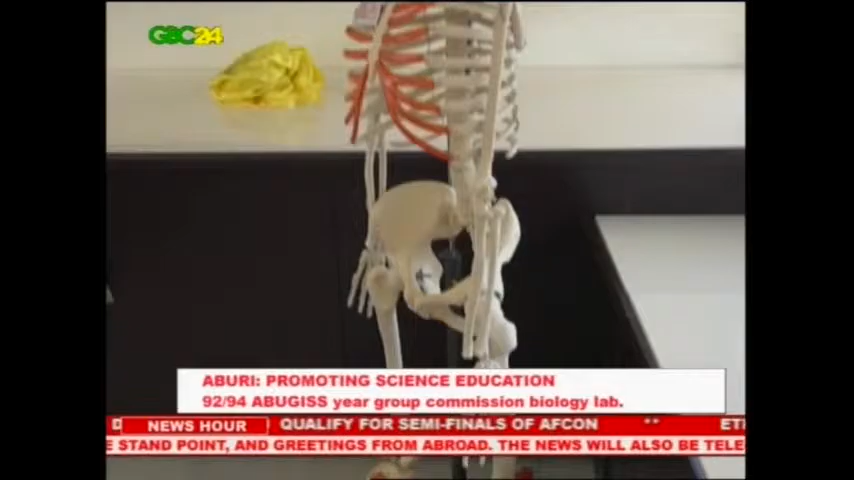 GBC24
ABURI: PROMOTING SCIENCE EDUCATION
92/94 ABUGISS year group commission biology lab.
NEWS HOUR QUALIFY FOR SEMI-FINALS OF AFCON
STAND POINT, AND GREETINGS FROM ABROAD. THE NEWS WILL ALSO BE TELE